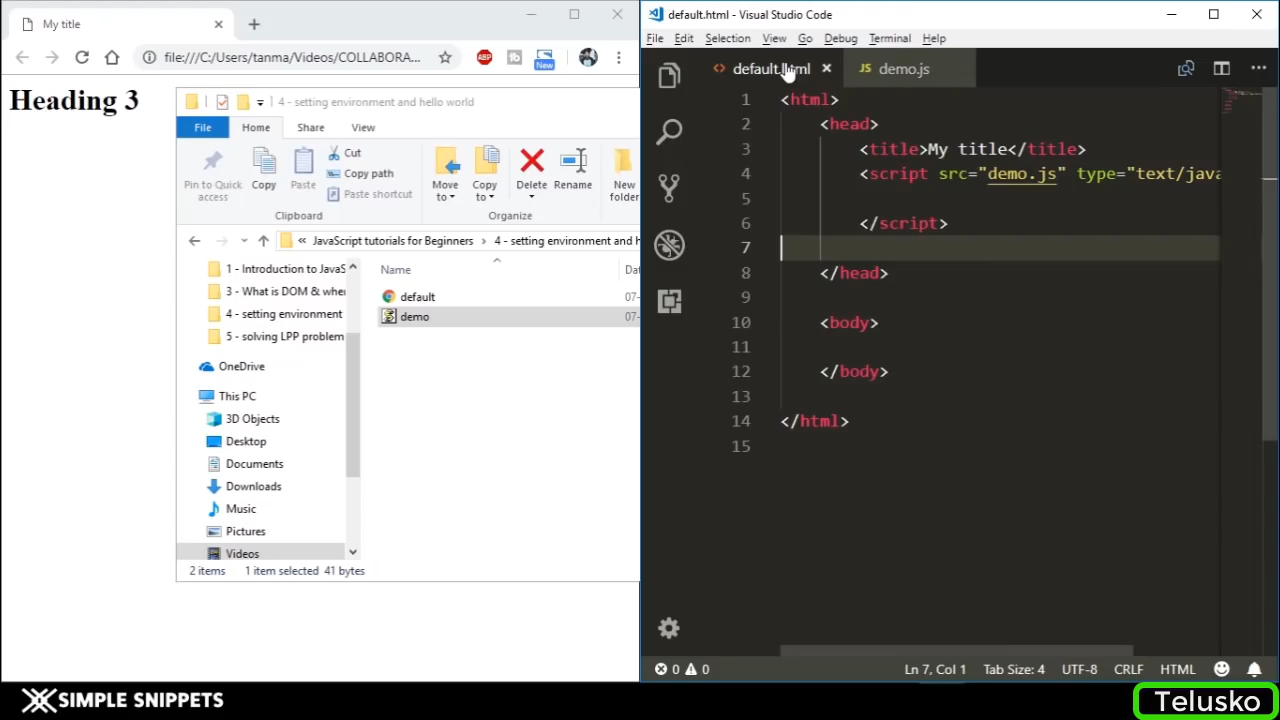 My title
file:///C:/Users/tanma/Videos/COLLABORA...
ABP
New
Heading 3
4 - setting environment and hello world
File
Home
Share
View
Pin to Quick access
Copy
Paste
Cut
Copy path
Paste shortcut
Clipboard
Move to
Copy to
Delete
Rename
New folder
Organize
« JavaScript tutorials for Beginners > 4 - setting environment and h
1 - Introduction to JavaS
3 - What is DOM & whe
4 - setting environment
5 - solving LPP problem
OneDrive
This PC
3D Objects
Desktop
Documents
Downloads
Music
Pictures
Videos
Name
Dat
default
07-
demo
07-
2 items
1 item selected 41 bytes
default.html - Visual Studio Code
File Edit Selection View Go Debug Terminal Help
<> default.html
JS demo.js
1 <html>
2 <head>
3 <title>My title</title>
4 <script src="demo.js" type="text/java
5
6 </script>
7
8 </head>
9
10 <body>
11
12 </body>
13
14 </html>
15
0 0
Ln 7, Col 1
Tab Size: 4
UTF-8
CRLF
HTML
SIMPLE SNIPPETS
Telusko